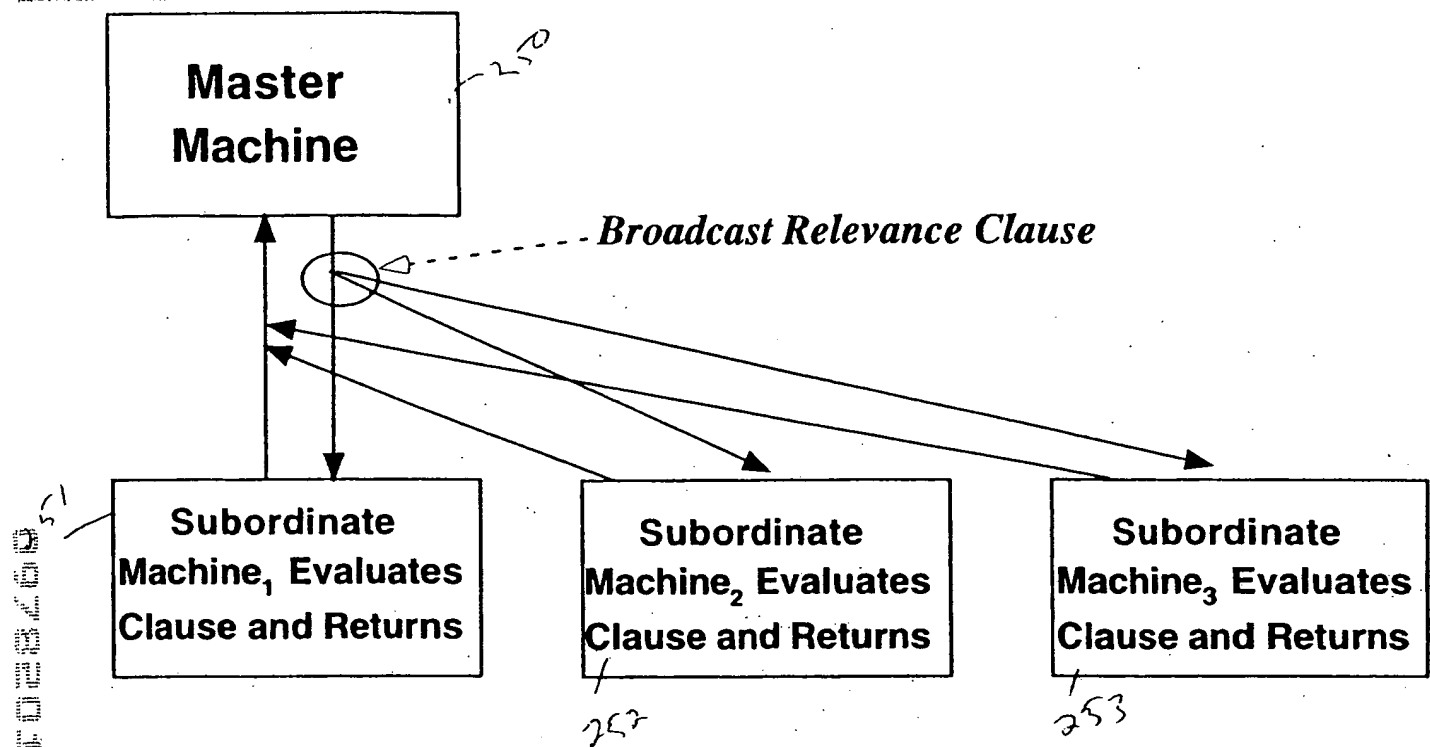 Master
Machine
250
Broadcast Relevance Clause
Subordinate
Machine₁ Evaluates
Clause and Returns
Subordinate
Machine₂ Evaluates
Clause and Returns
Subordinate
Machine₃ Evaluates
Clause and Returns
252
253